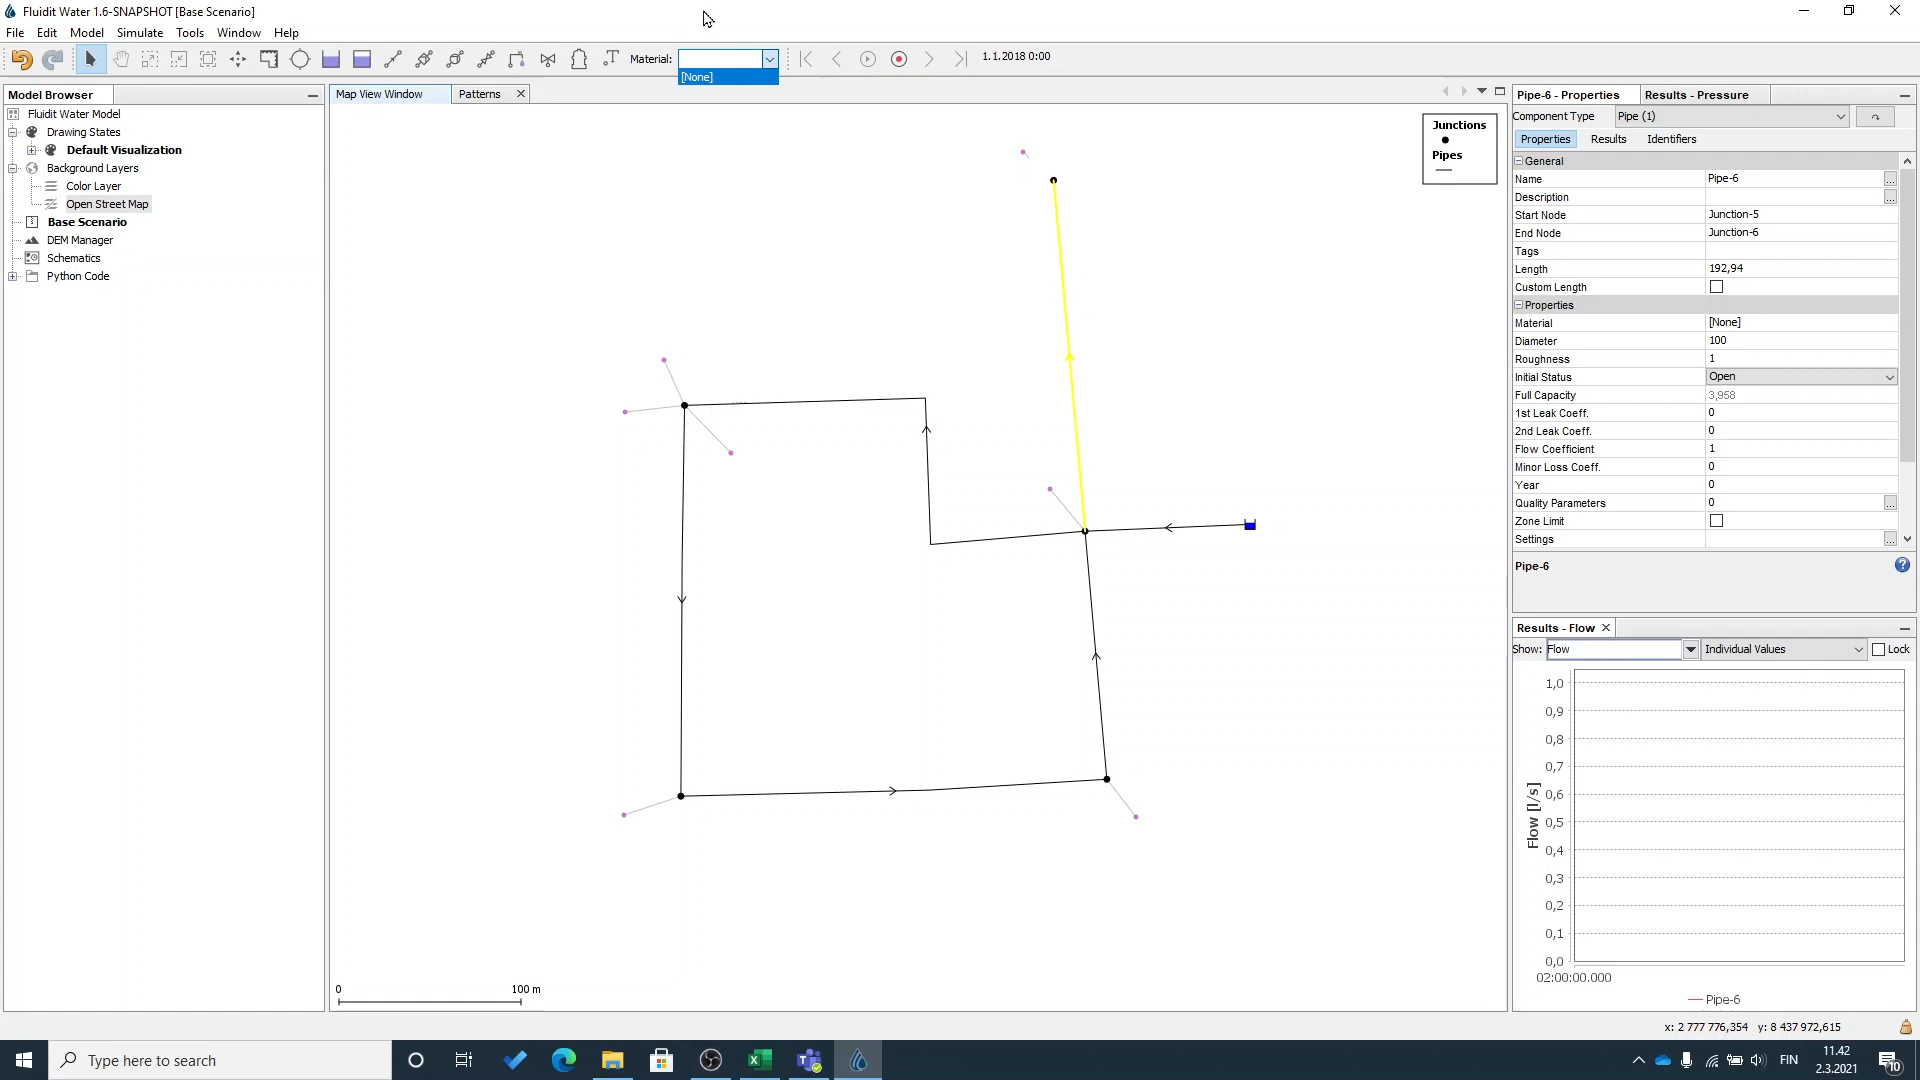 Fluidit Water 1.6-SNAPSHOT [Base Scenario]
File Edit Model Simulate Tools Window Help
Material:
[None]
1.1.2018 0:00
Model Browser
Fluidit Water Model
Drawing States
Default Visualization
Background Layers
Color Layer
Open Street Map
Base Scenario
DEM Manager
Schematics
Python Code
Map View Window
Patterns
Junctions
Pipes
0
100 m
Pipe-6 - Properties
Results - Pressure
Component Type Pipe (1)
Properties Results Identifiers
General
Name Pipe-6
Description
Start Node Junction-5
End Node Junction-6
Tags
Length 192,94
Custom Length
Properties
Material [None]
Diameter 100
Roughness 1
Initial Status Open
Full Capacity 3,958
1st Leak Coeff. 0
2nd Leak Coeff. 0
Flow Coefficient 1
Minor Loss Coeff. 0
Year 0
Quality Parameters 0
Zone Limit
Settings
Pipe-6
Results - Flow
Show: Flow Individual Values Lock
1,0
0,9
0,8
0,7
0,6
0,5
0,4
0,3
0,2
0,1
0,0
Flow [l/s]
02:00:00.000
Pipe-6
x: 2 777 776,354 y: 8 437 972,615
Type here to search
FIN
11.42
2.3.2021
10